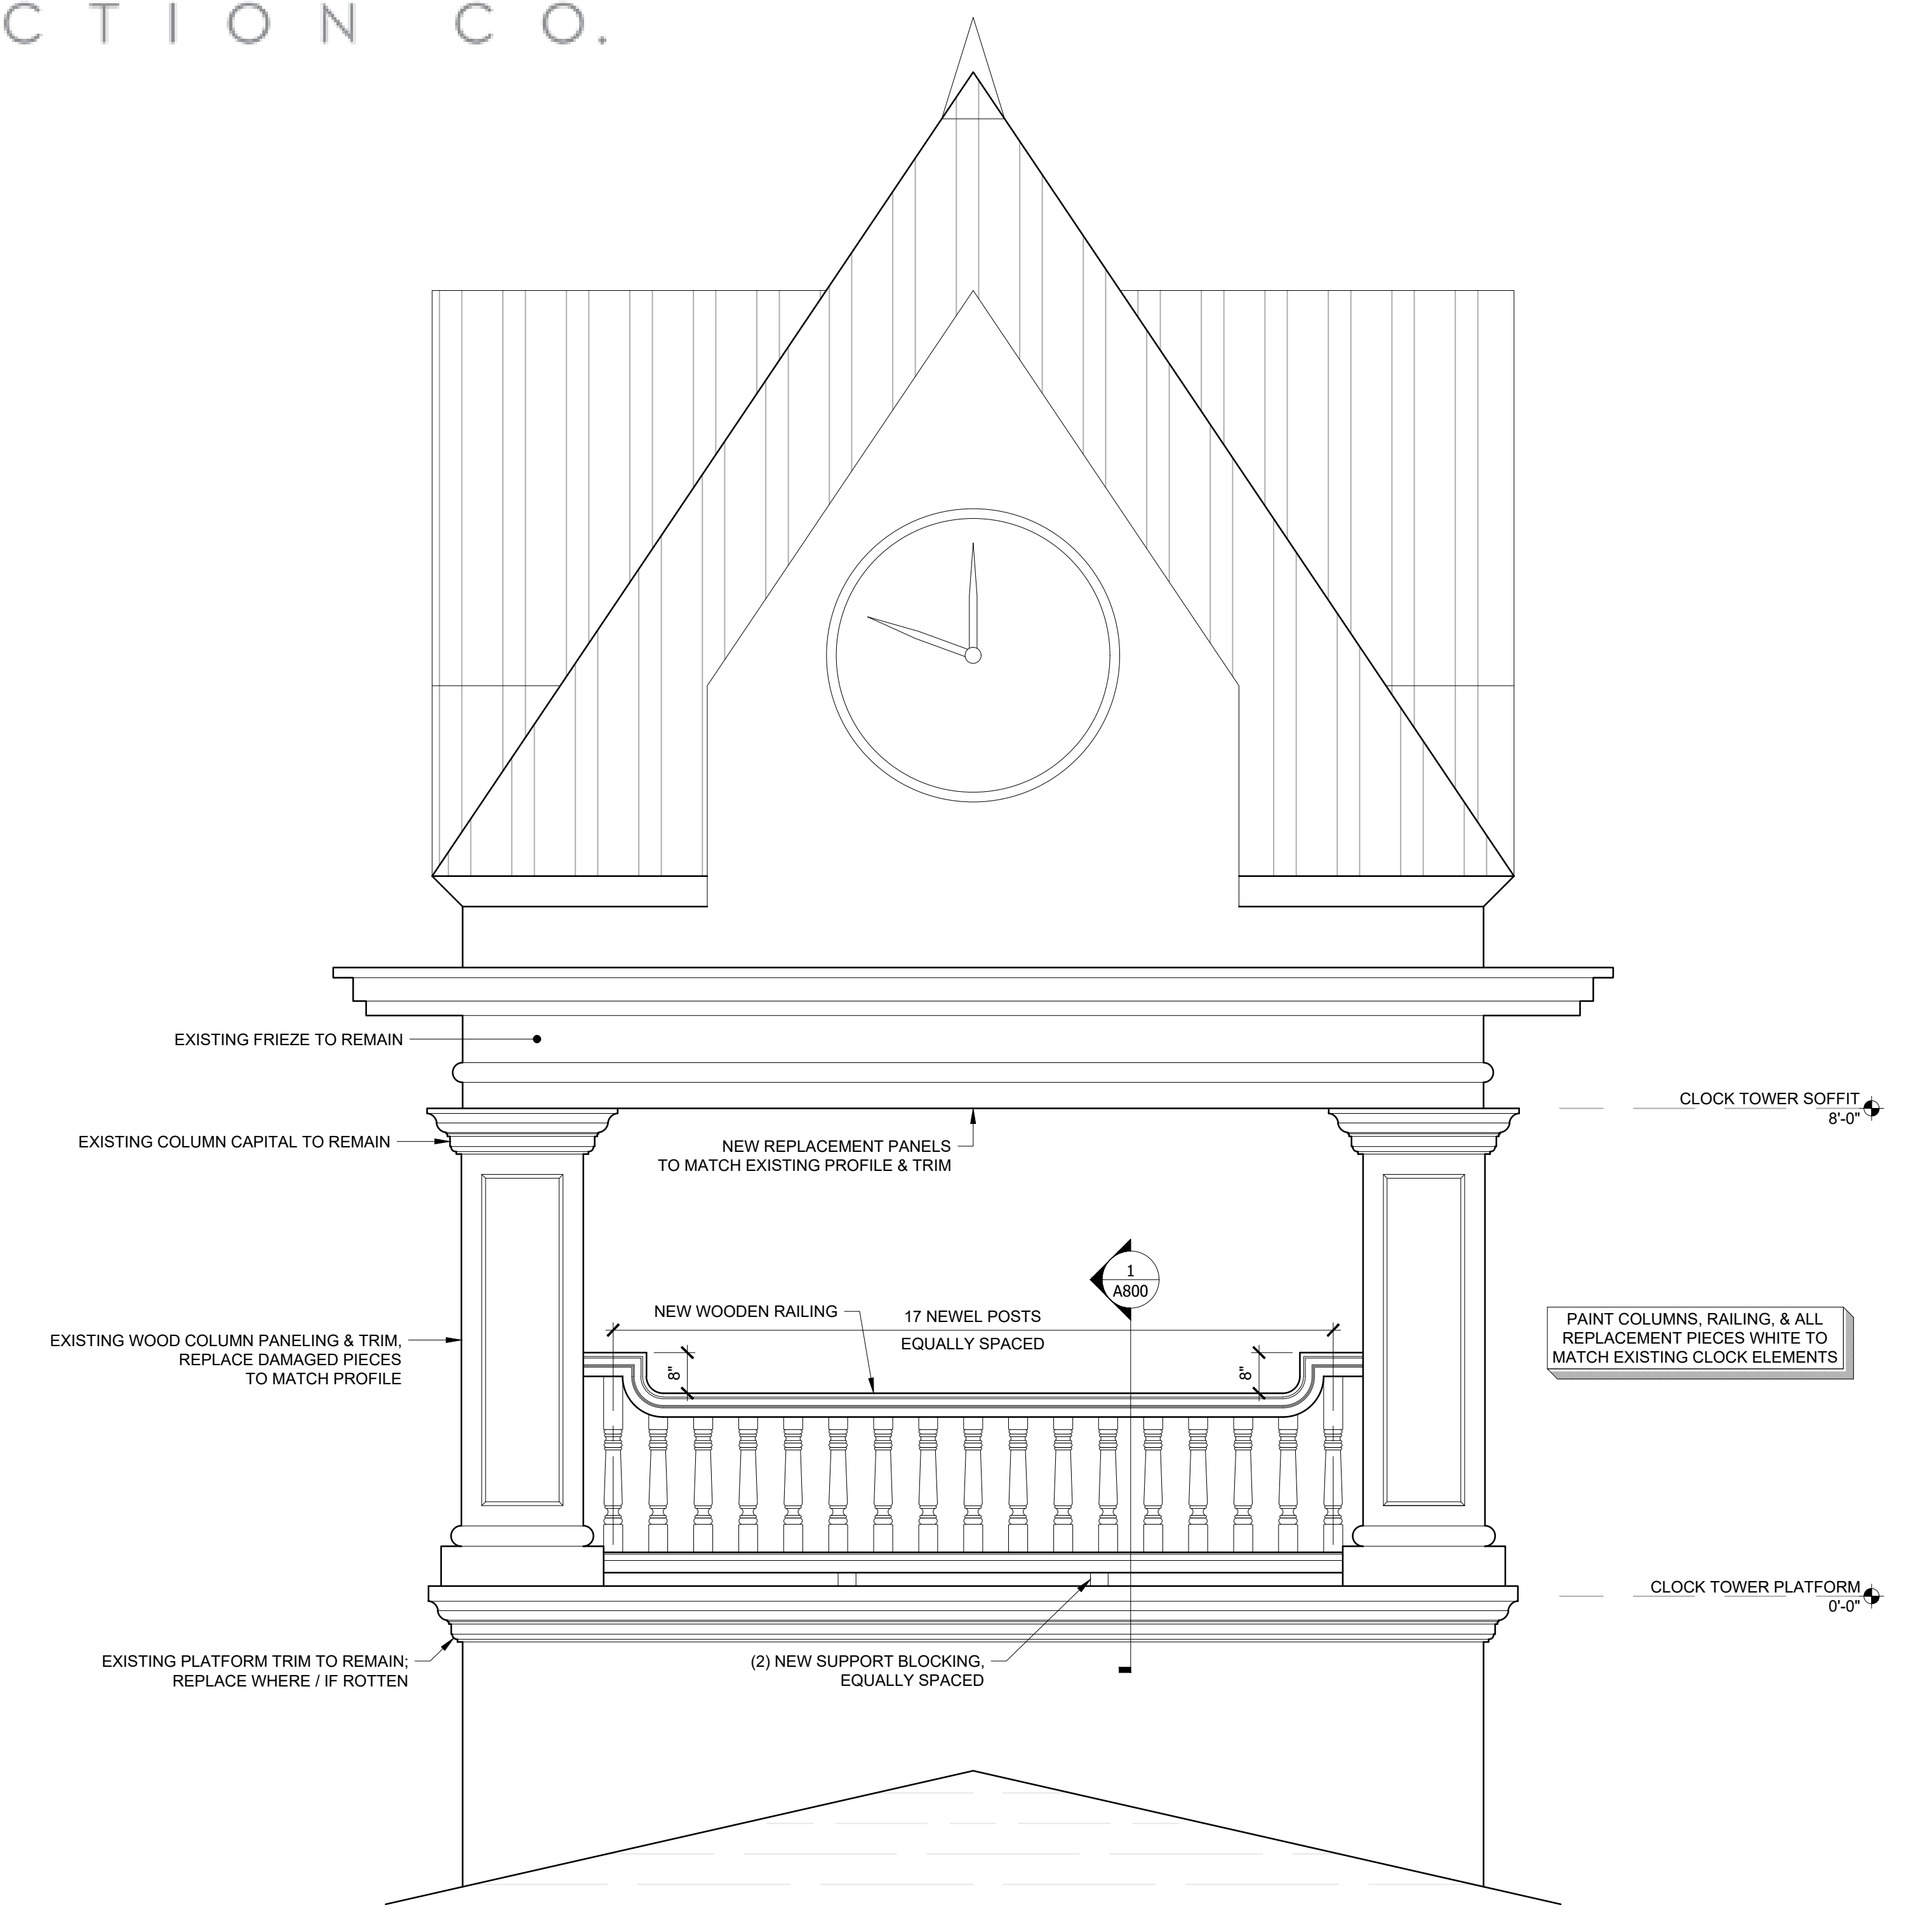 CTION CO.
EXISTING FRIEZE TO REMAIN
CLOCK TOWER SOFFIT
8'-0"
EXISTING COLUMN CAPITAL TO REMAIN
NEW REPLACEMENT PANELS
TO MATCH EXISTING PROFILE & TRIM
1
A800
NEW WOODEN RAILING
17 NEWEL POSTS
EQUALLY SPACED
PAINT COLUMNS, RAILING, & ALL
REPLACEMENT PIECES WHITE TO
MATCH EXISTING CLOCK ELEMENTS
EXISTING WOOD COLUMN PANELING & TRIM,
REPLACE DAMAGED PIECES
TO MATCH PROFILE
8"
8"
CLOCK TOWER PLATFORM
0'-0"
EXISTING PLATFORM TRIM TO REMAIN;
REPLACE WHERE / IF ROTTEN
(2) NEW SUPPORT BLOCKING,
EQUALLY SPACED